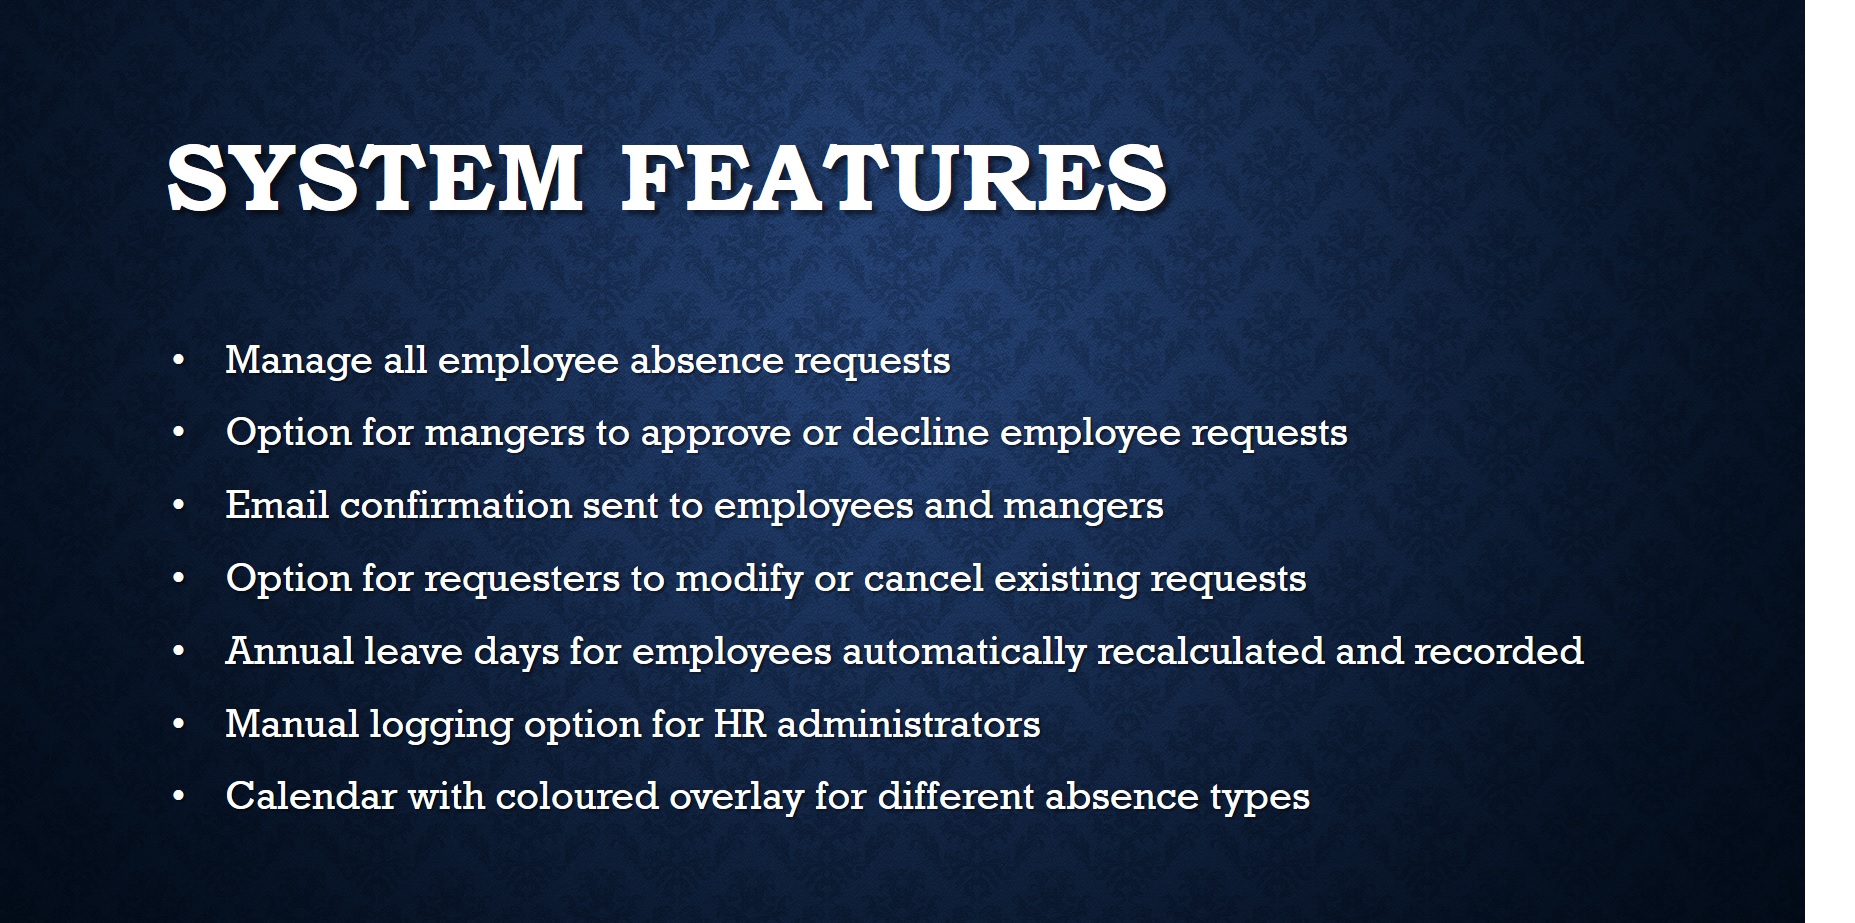 SYSTEM FEATURES
• Manage all employee absence requests
• Option for mangers to approve or decline employee requests
• Email confirmation sent to employees and mangers
• Option for requesters to modify or cancel existing requests
• Annual leave days for employees automatically recalculated and recorded
• Manual logging option for HR administrators
• Calendar with coloured overlay for different absence types